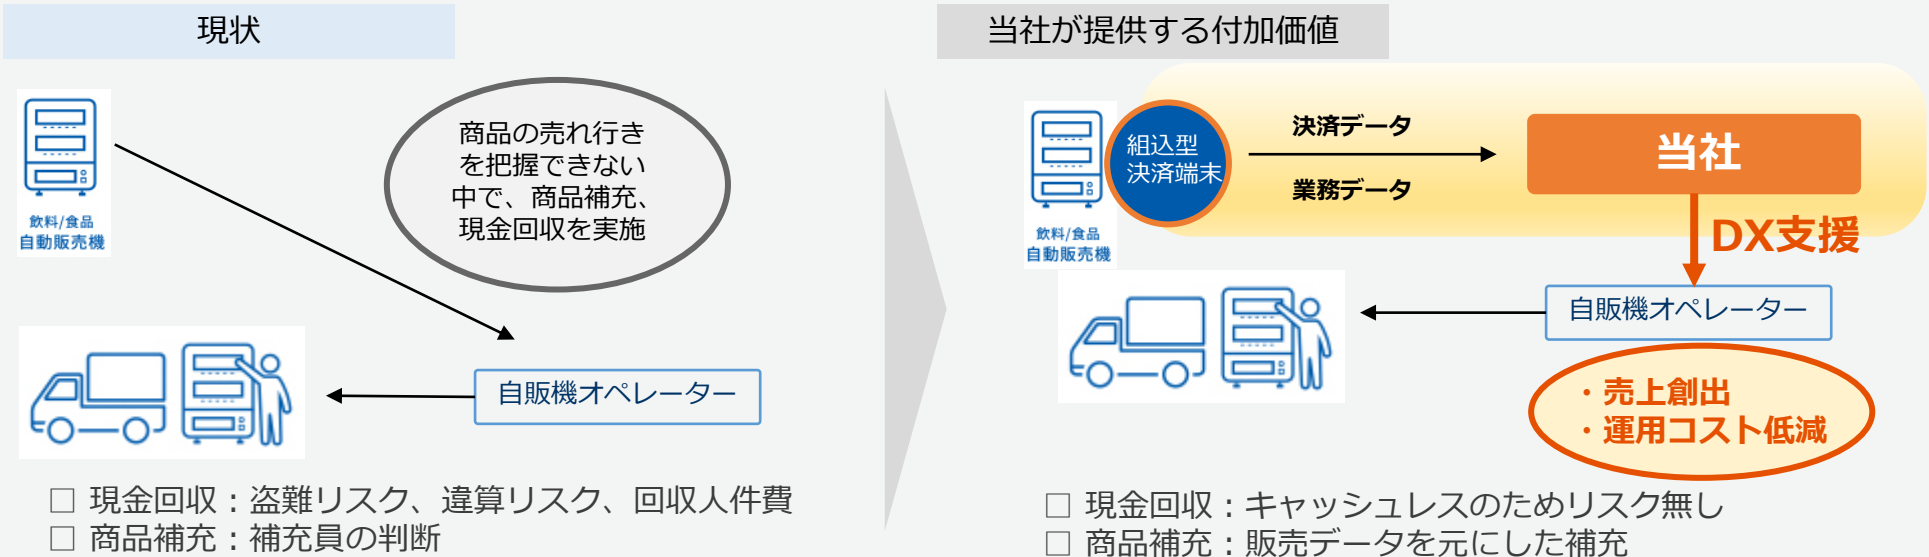 現状
飲料/食品
自動販売機
商品の売れ行き
を把握できない
中で、商品補充、
現金回収を実施
自販機オペレーター
□ 現金回収：盗難リスク、違算リスク、回収人件費
□ 商品補充：補充員の判断
当社が提供する付加価値
飲料/食品
自動販売機
組込型
決済端末
決済データ
業務データ
当社
DX支援
自販機オペレーター
・売上創出
・運用コスト低減
□ 現金回収：キャッシュレスのためリスク無し
□ 商品補充：販売データを元にした補充